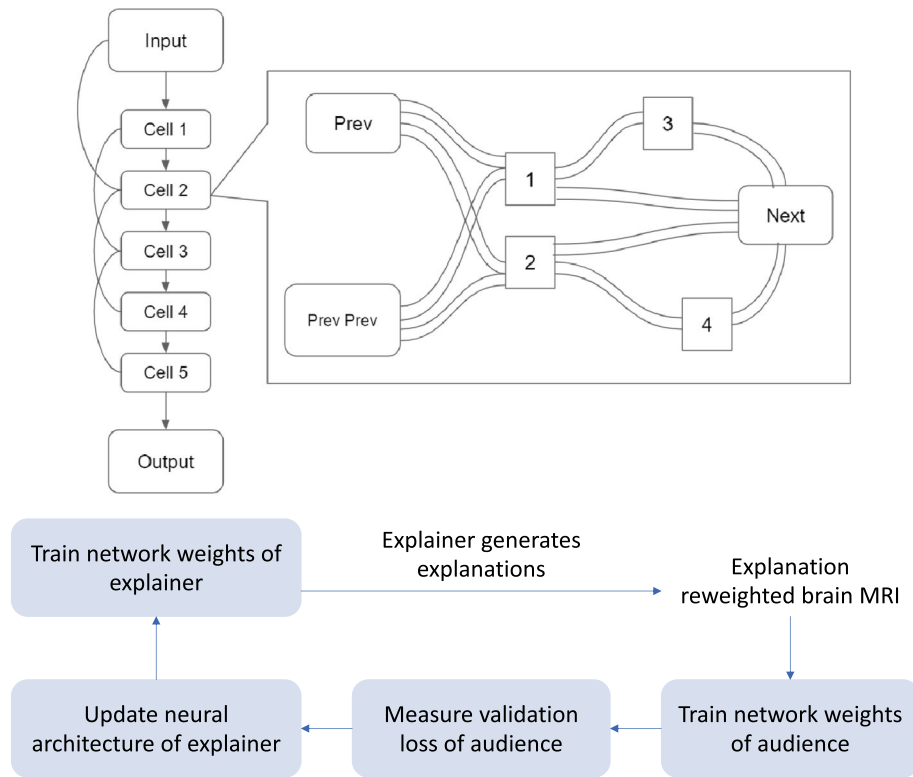 Input
Cell 1
Cell 2
Cell 3
Cell 4
Cell 5
Output
Prev
Prev Prev
1
2
3
4
Next
Train network weights of
explainer
Explainer generates
explanations
Explanation
reweighted brain MRI
Train network weights
of audience
Measure validation
loss of audience
Update neural
architecture of explainer